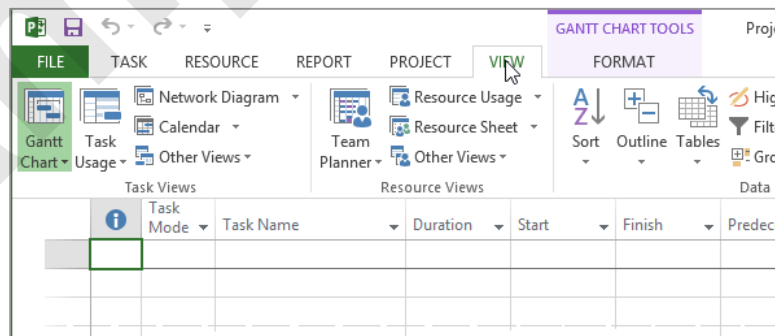 GANTT CHART TOOLS Proje
FILE TASK RESOURCE REPORT PROJECT VIEW FORMAT
Network Diagram Resource Usage Hig
Calendar Resource Sheet Filt
Gantt Task Team Sort Outline Tables
Chart Usage Other Views Planner Other Views Gro
Task Views Resource Views Data
Task
Mode Task Name Duration Start Finish Predec